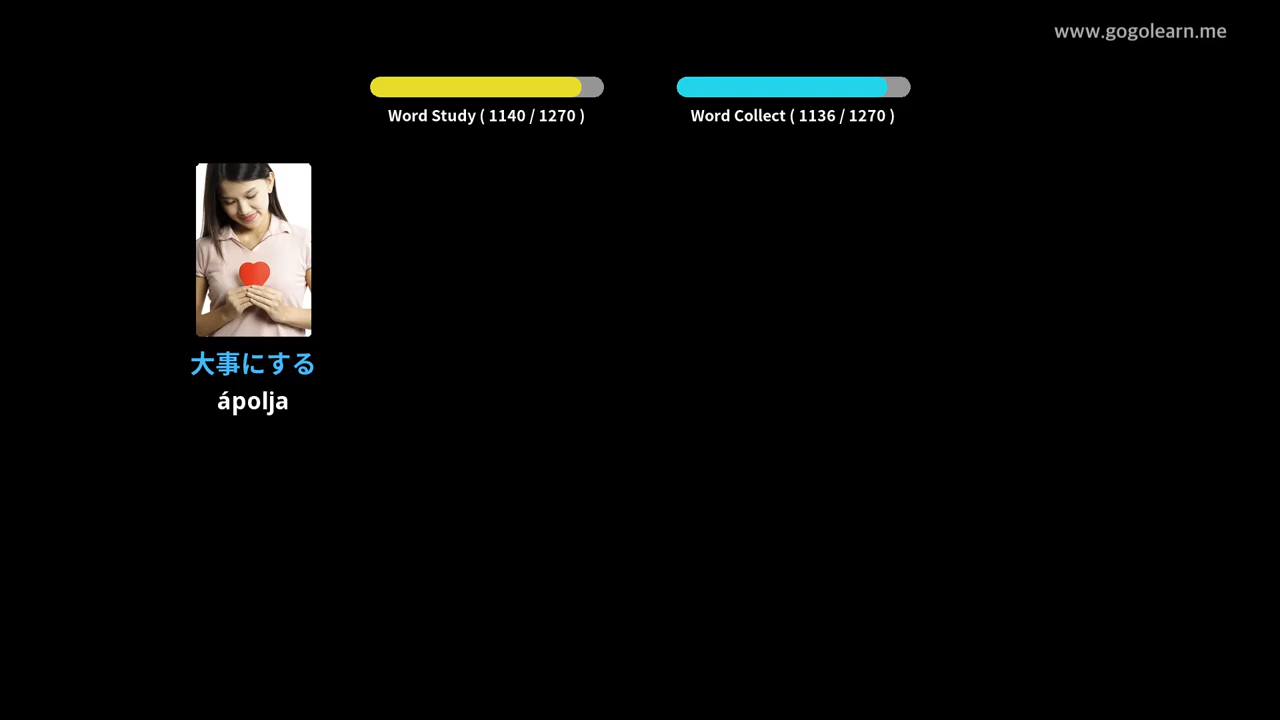 www.gogolearn.me
Word Study ( 1140 / 1270 )
Word Collect ( 1136 / 1270 )
大事にする
ápolja